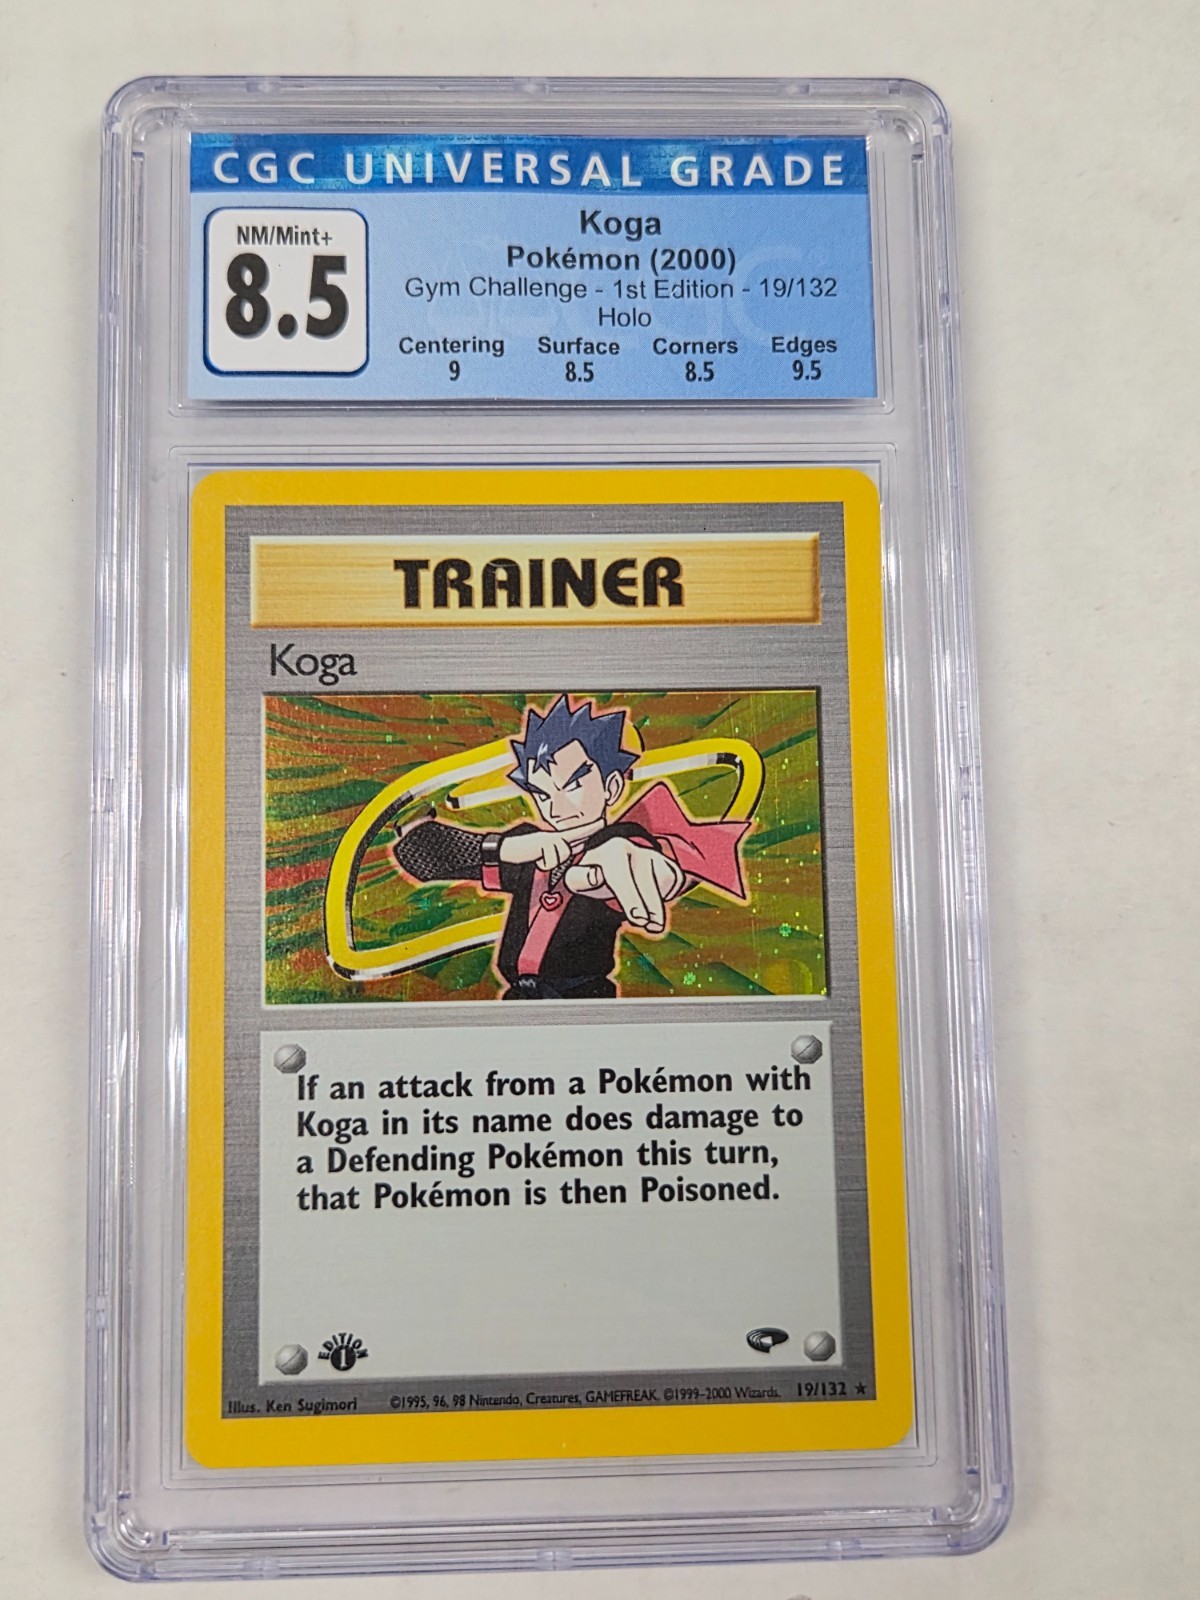 CGC UNIVERSAL GRADE
NM/Mint+
8.5
Koga
Pokémon (2000)
Gym Challenge - 1st Edition - 19/132
Holo
Centering Surface Corners Edges
9 8.5 8.5 9.5
TRAINER
Koga
If an attack from a Pokémon with
Koga in its name does damage to
a Defending Pokémon this turn,
that Pokémon is then Poisoned.
EDITION
1
Illus. Ken Sugimori ©1995, 96, 98 Nintendo, Creatures, GAMEFREAK. ©1999-2000 Wizards. 19/132 ★